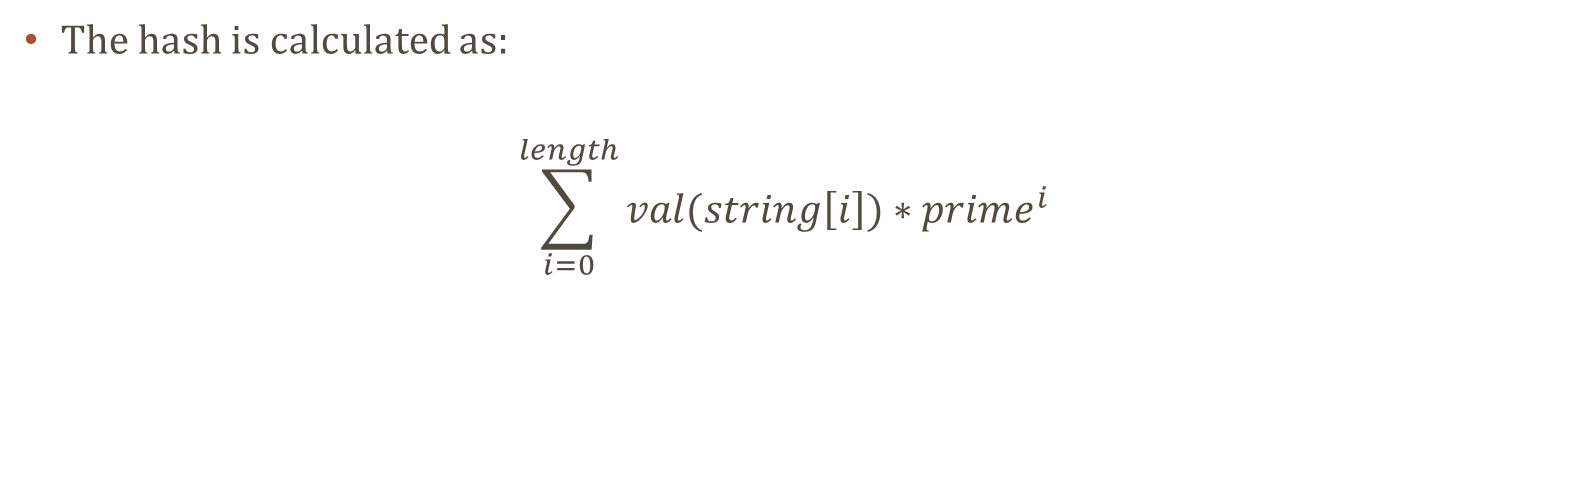 • The hash is calculated as:
length
∑ val(string[i]) * prime^i
i=0